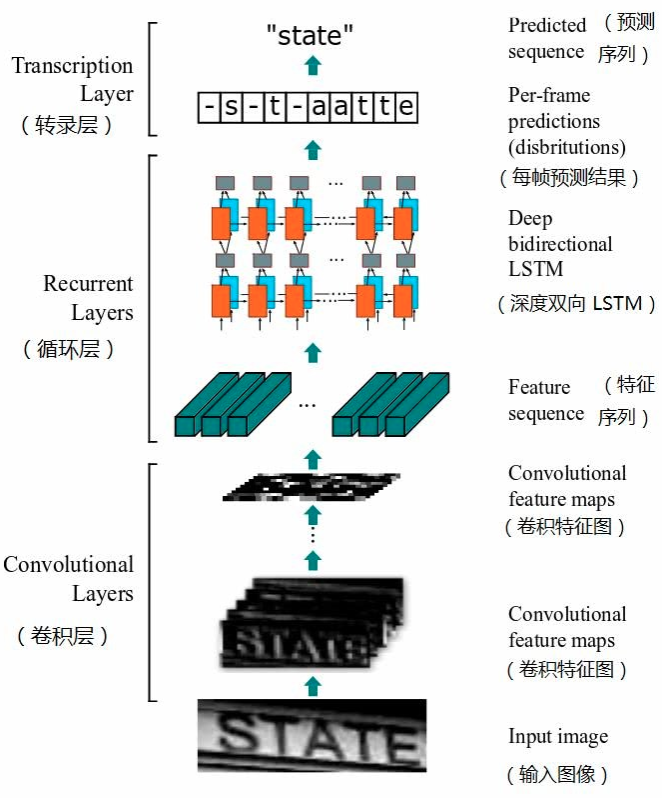 "state"
Predicted （预测
sequence 序列）
Transcription
Layer
（转录层）
-s-t-aatte
Per-frame
predictions
(disbritutions)
（每帧预测结果）
Recurrent
Layers
（循环层）
...
...
...
...
Deep
bidirectional
LSTM
（深度双向 LSTM）
...
Feature （特征
sequence 序列）
Convolutional
Layers
（卷积层）
Convolutional
feature maps
（卷积特征图）
...
STATE
Convolutional
feature maps
（卷积特征图）
STATE
Input image
（输入图像）